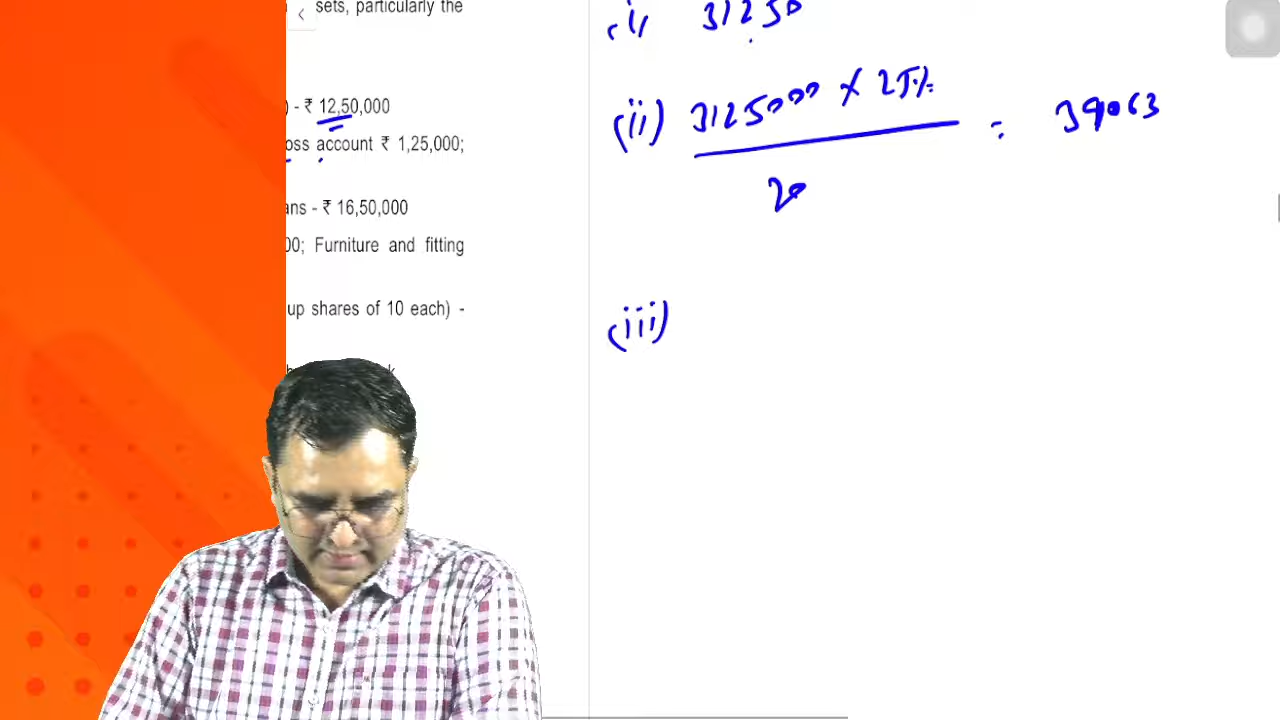 sets, particularly the
) - ₹ 12,50,000
oss account ₹ 1,25,000;
ans - ₹ 16,50,000
00; Furniture and fitting
up shares of 10 each) -
31250
(ii) 3125000 × 25% = 39063
20
(iii)